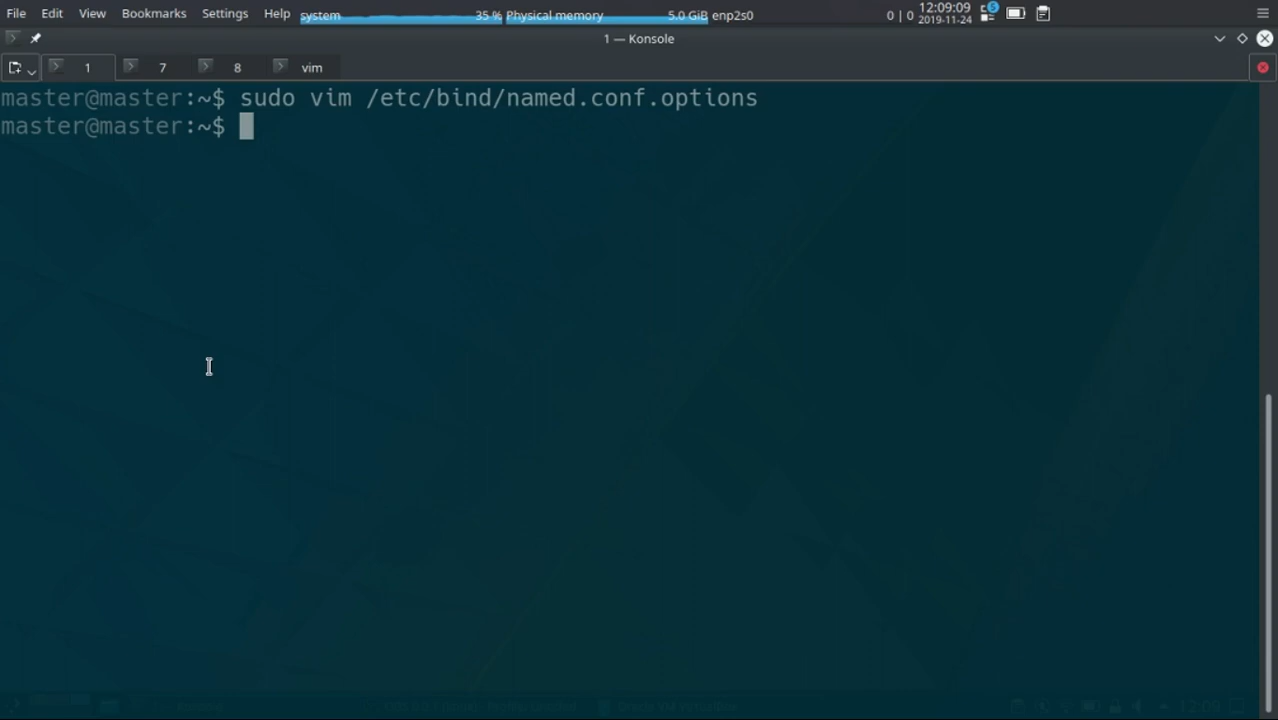 File Edit View Bookmarks Settings Help system 35 % Physical memory 5.0 GiB enp2s0 0 | 0 12:09:09 5
2019-11-24
1 — Konsole
1 7 8 vim
master@master:~$ sudo vim /etc/bind/named.conf.options
master@master:~$